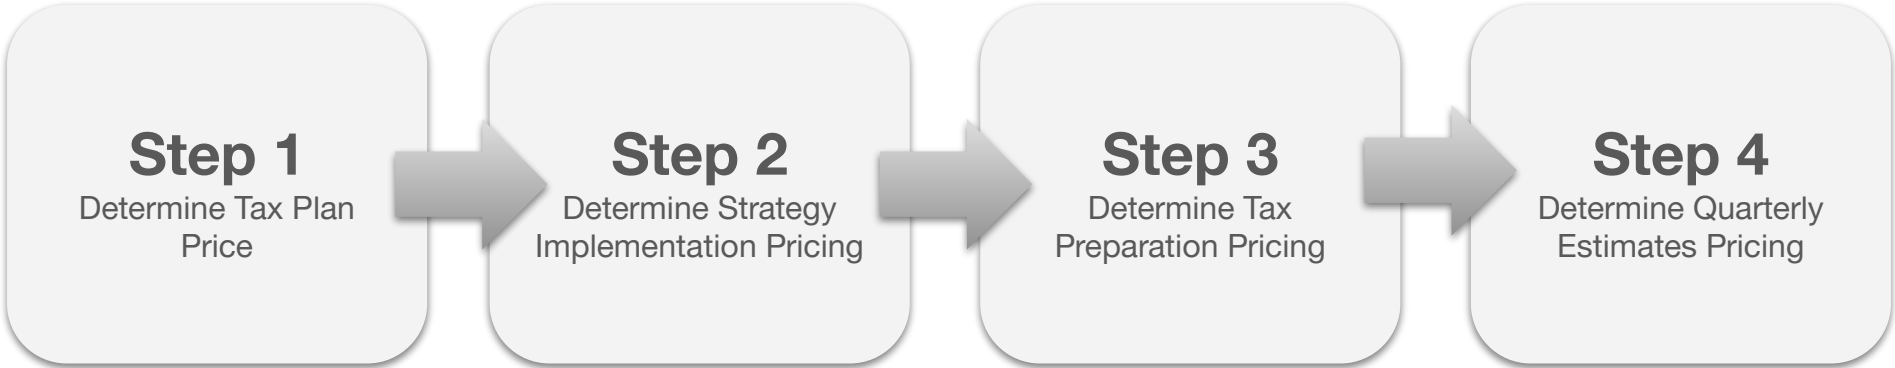 Step 1
Determine Tax Plan
Price
Step 2
Determine Strategy
Implementation Pricing
Step 3
Determine Tax
Preparation Pricing
Step 4
Determine Quarterly
Estimates Pricing